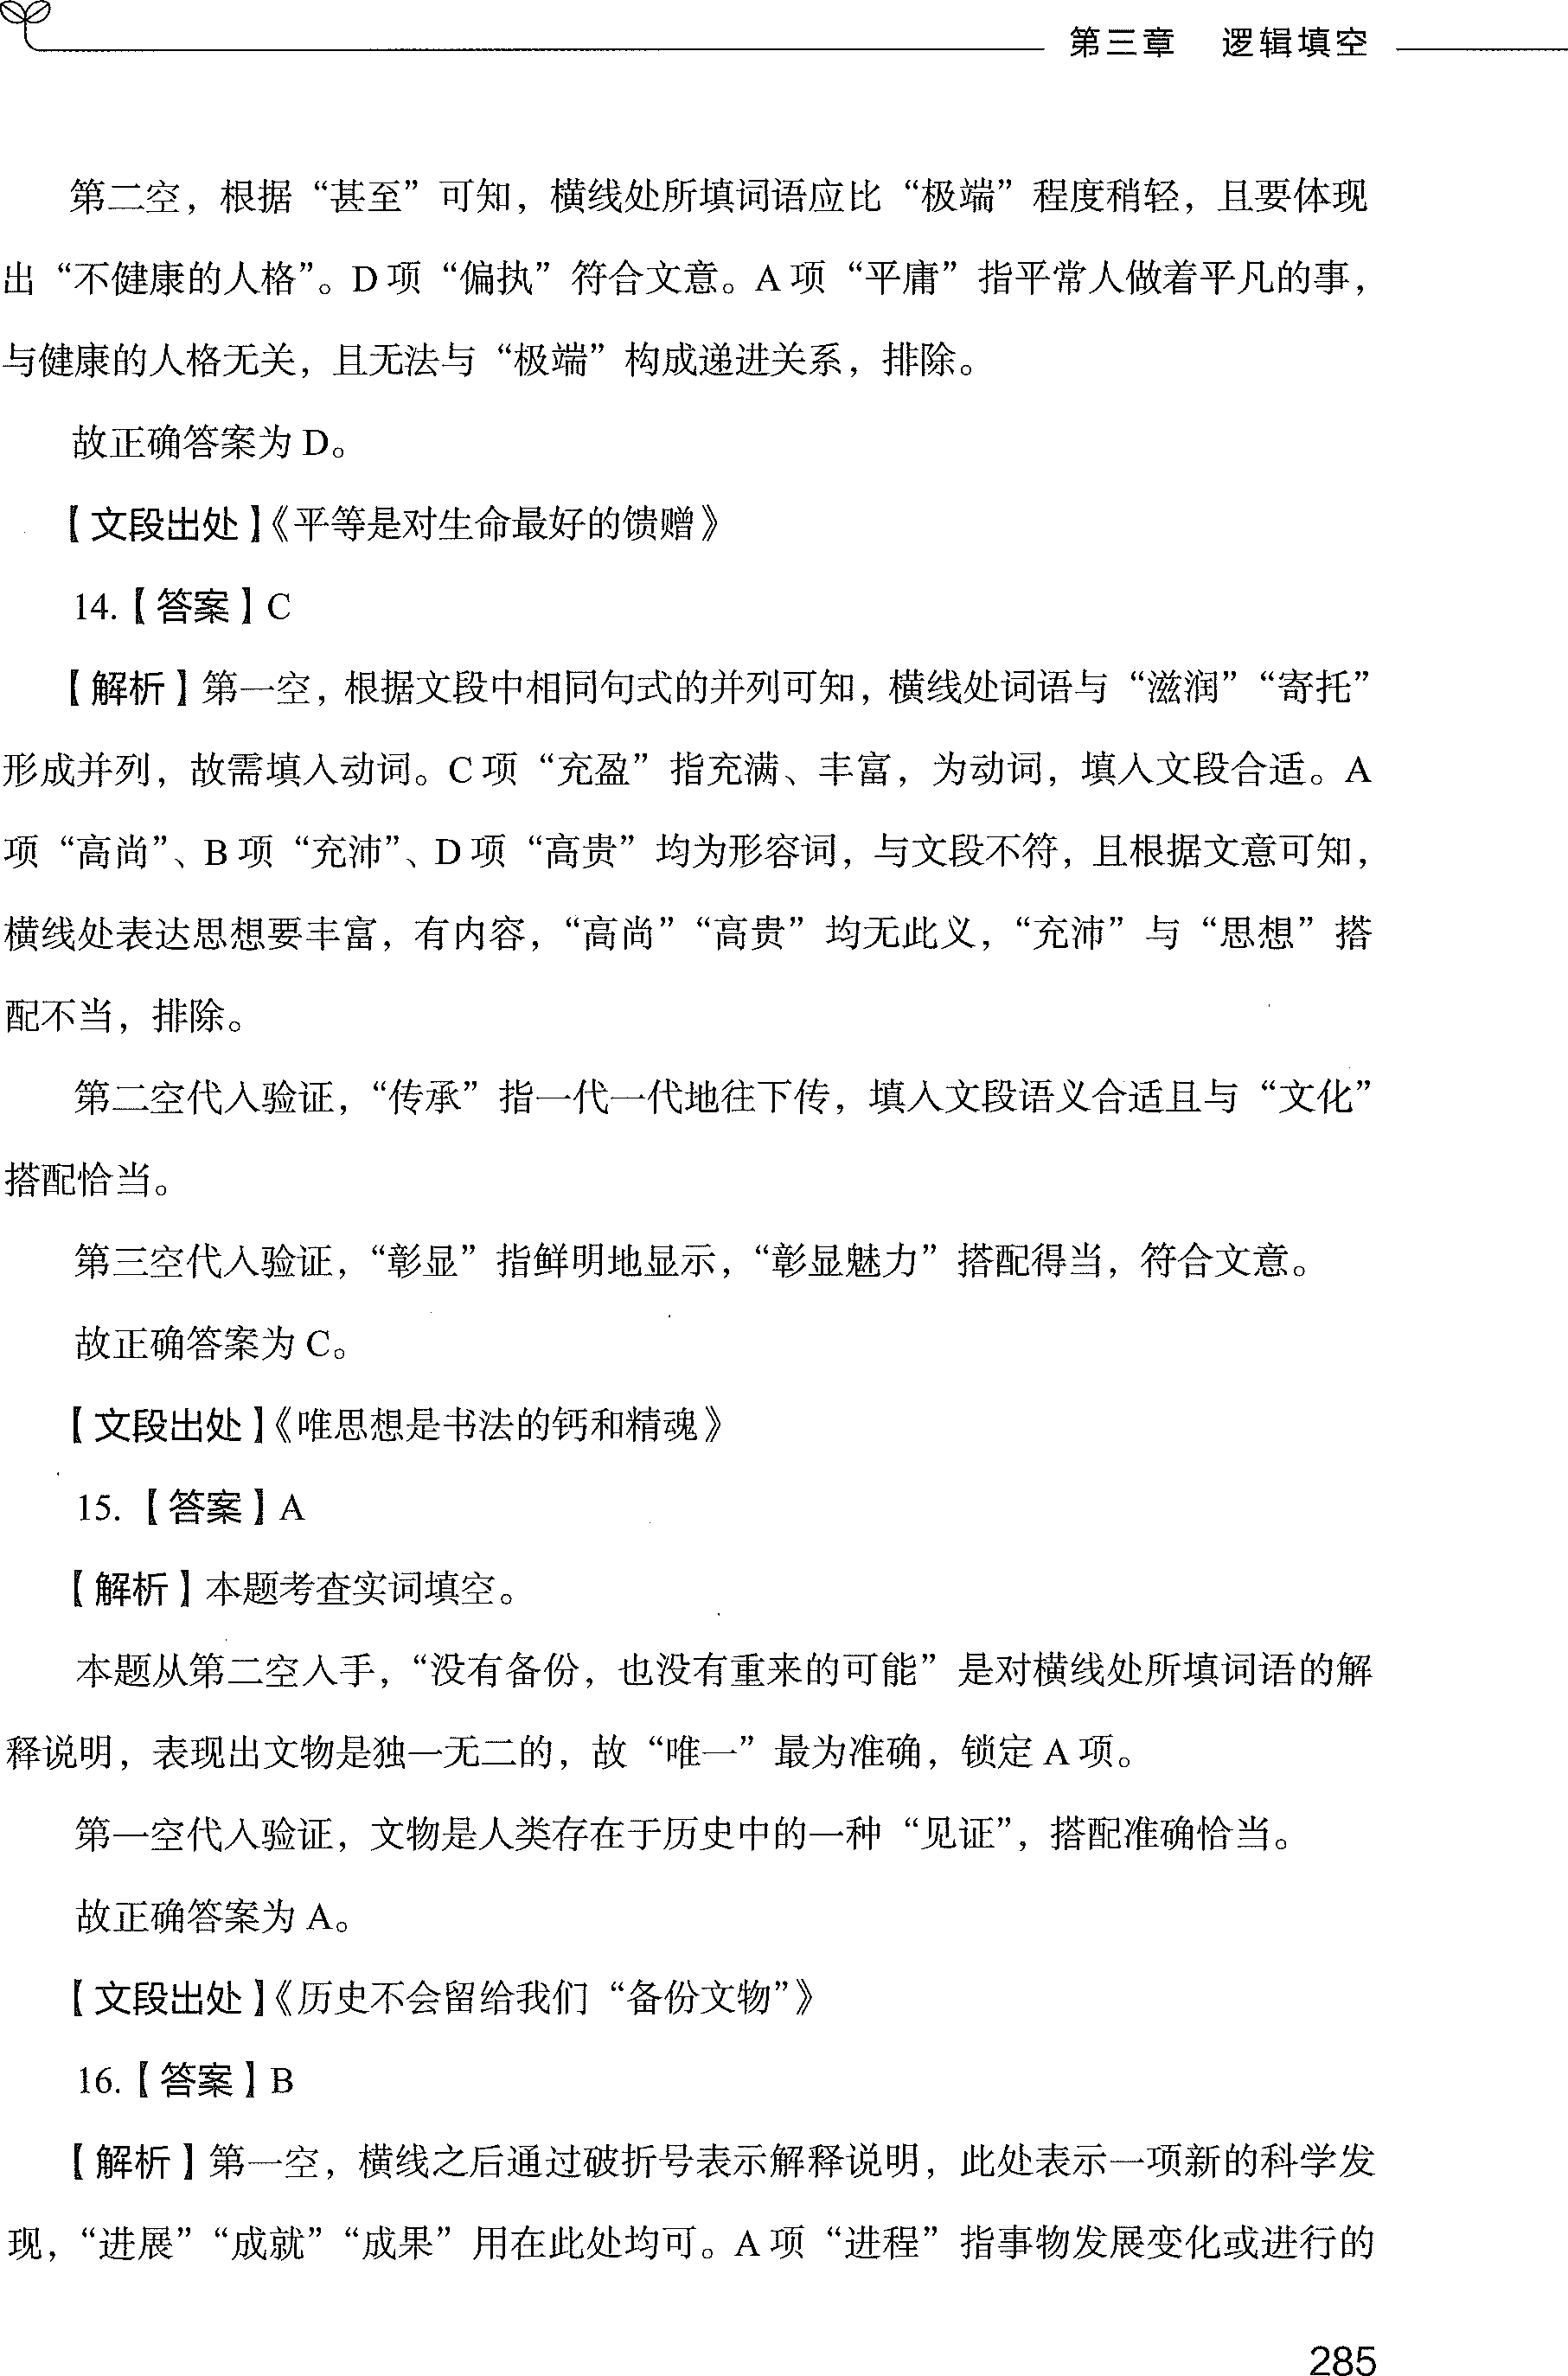 第三章 逻辑填空
第二空，根据“甚至”可知，横线处所填词语应比“极端”程度稍轻，且要体现
出“不健康的人格”。D 项“偏执”符合文意。A 项“平庸”指平常人做着平凡的事，
与健康的人格无关，且无法与“极端”构成递进关系，排除。
故正确答案为 D。
【文段出处】《平等是对生命最好的馈赠》
14.【答案】C
【解析】第一空，根据文段中相同句式的并列可知，横线处词语与“滋润”“寄托”
形成并列，故需填入动词。C 项“充盈”指充满、丰富，为动词，填入文段合适。A
项“高尚”、B 项“充沛”、D 项“高贵”均为形容词，与文段不符，且根据文意可知，
横线处表达思想要丰富，有内容，“高尚”“高贵”均无此义，“充沛”与“思想”搭
配不当，排除。
第二空代入验证，“传承”指一代一代地往下传，填入文段语义合适且与“文化”
搭配恰当。
第三空代入验证，“彰显”指鲜明地显示，“彰显魅力”搭配得当，符合文意。
故正确答案为 C。
【文段出处】《唯思想是书法的钙和精魂》
15.【答案】A
【解析】本题考查实词填空。
本题从第二空入手，“没有备份，也没有重来的可能”是对横线处所填词语的解
释说明，表现出文物是独一无二的，故“唯一”最为准确，锁定 A 项。
第一空代入验证，文物是人类存在于历史中的一种“见证”，搭配准确恰当。
故正确答案为 A。
【文段出处】《历史不会留给我们“备份文物”》
16.【答案】B
【解析】第一空，横线之后通过破折号表示解释说明，此处表示一项新的科学发
现，“进展”“成就”“成果”用在此处均可。A 项“进程”指事物发展变化或进行的
285